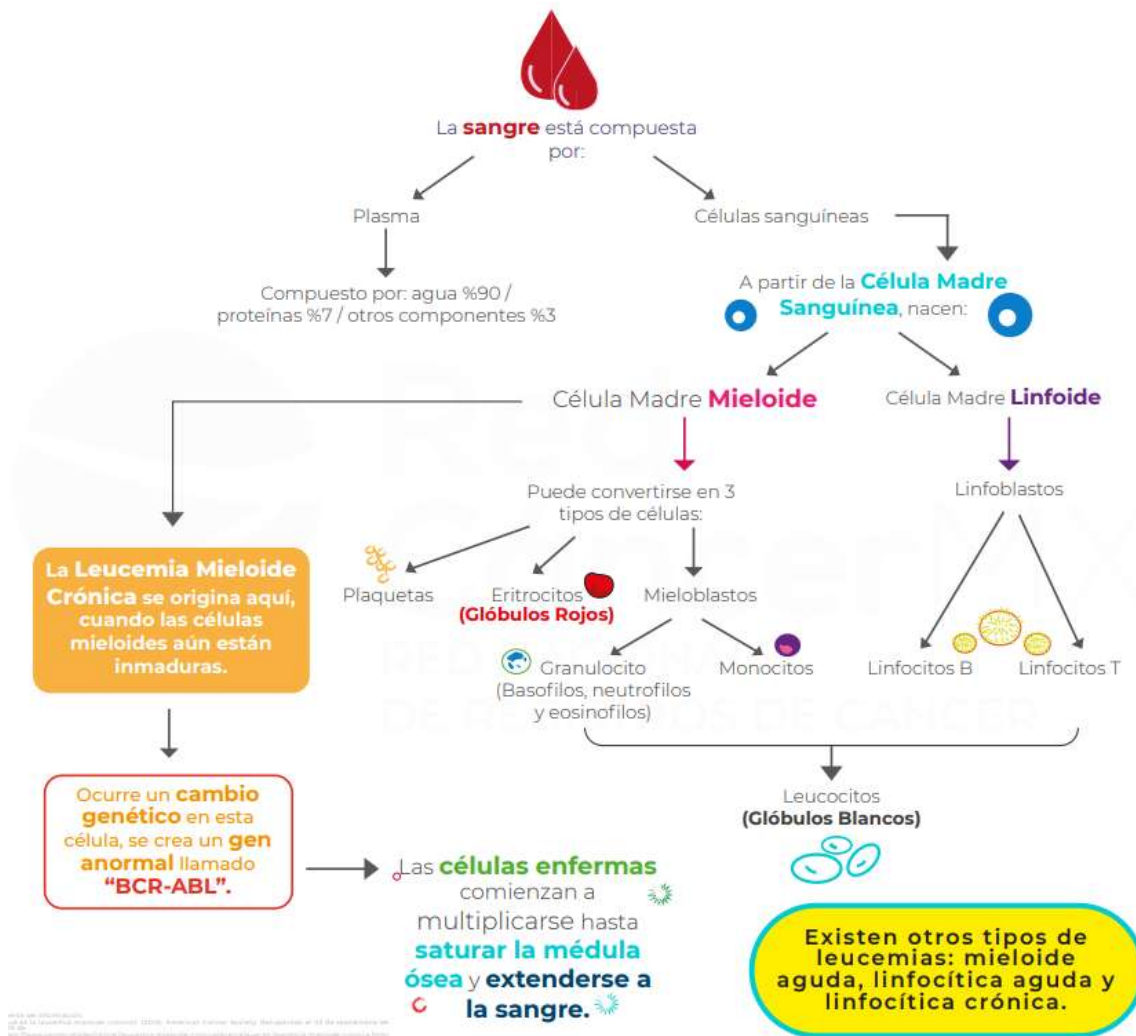 La sangre está compuesta
por:
Plasma
Células sanguíneas
Compuesto por: agua %90 /
proteínas %7 / otros componentes %3
A partir de la Célula Madre
Sanguínea, nacen:
Célula Madre Mieloide
Célula Madre Linfoide
Puede convertirse en 3
tipos de células:
Linfoblastos
La Leucemia Mieloide
Crónica se origina aquí,
cuando las células
mieloides aún están
inmaduras.
Plaquetas
Eritrocitos
(Glóbulos Rojos)
Mieloblastos
Granulocito
(Basofilos, neutrofilos
y eosinofilos)
Monocitos
Linfocitos B
Linfocitos T
Leucocitos
(Glóbulos Blancos)
Ocurre un cambio
genético en esta
célula, se crea un gen
anormal llamado
“BCR-ABL”.
Las células enfermas
comienzan a
multiplicarse hasta
saturar la médula
ósea y extenderse a
la sangre.
Existen otros tipos de
leucemias: mieloide
aguda, linfocítica aguda y
linfocítica crónica.